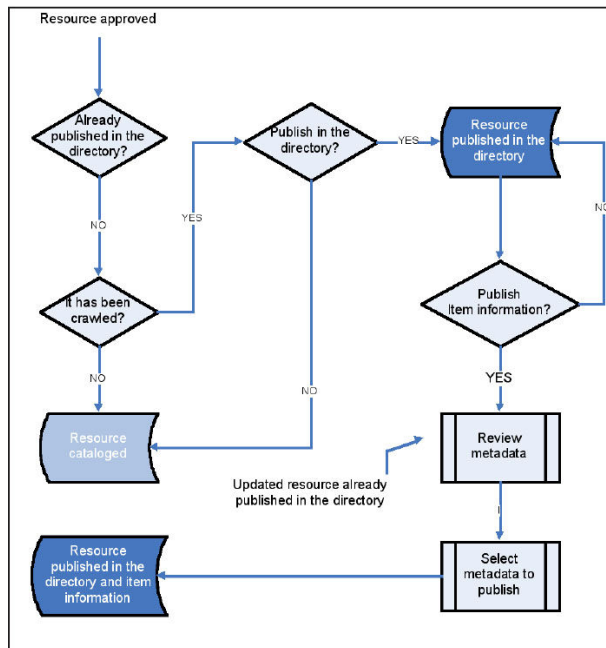 Resource approved
Already
published in the
directory?
Publish in the
directory?
YES
Resource
published in the
directory
NO
YES
NO
It has been
crawled?
Publish
Item information?
NO
NO
YES
Resource
cataloged
Review
metadata
Updated resource already
published in the directory
Resource
published in the
directory and item
information
Select
metadata to
publish